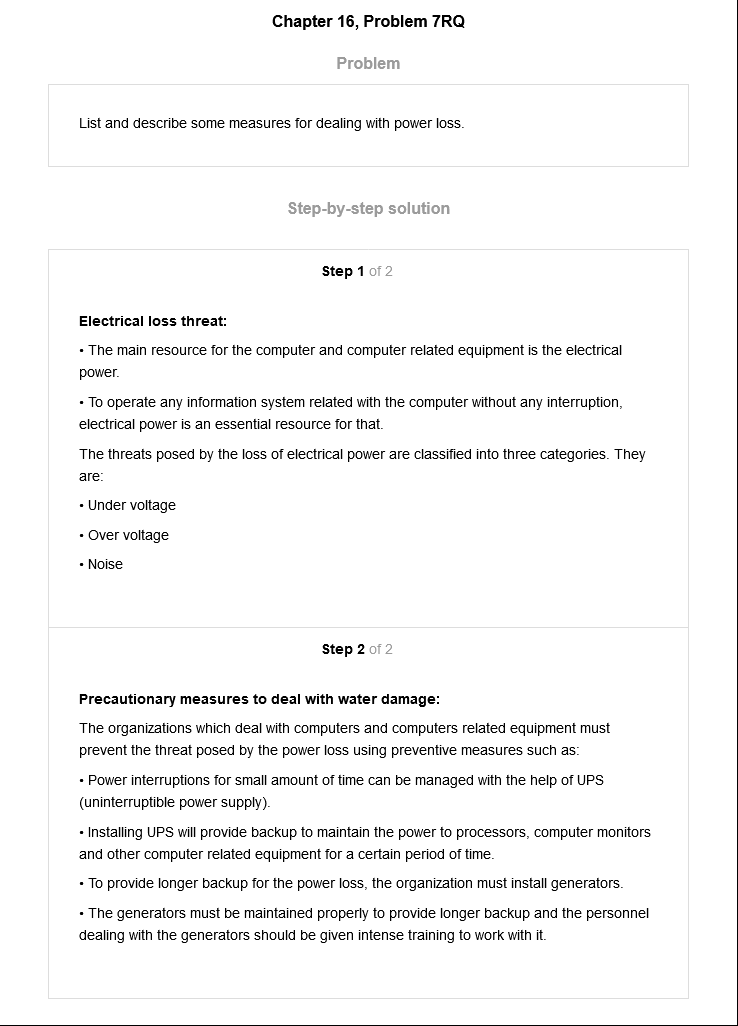 Chapter 16, Problem 7RQ
Problem
List and describe some measures for dealing with power loss.
Step-by-step solution
Step 1 of 2
Electrical loss threat:
• The main resource for the computer and computer related equipment is the electrical
power.
• To operate any information system related with the computer without any interruption,
electrical power is an essential resource for that.
The threats posed by the loss of electrical power are classified into three categories. They
are:
• Under voltage
• Over voltage
• Noise
Step 2 of 2
Precautionary measures to deal with water damage:
The organizations which deal with computers and computers related equipment must
prevent the threat posed by the power loss using preventive measures such as:
• Power interruptions for small amount of time can be managed with the help of UPS
(uninterruptible power supply).
• Installing UPS will provide backup to maintain the power to processors, computer monitors
and other computer related equipment for a certain period of time.
• To provide longer backup for the power loss, the organization must install generators.
• The generators must be maintained properly to provide longer backup and the personnel
dealing with the generators should be given intense training to work with it.